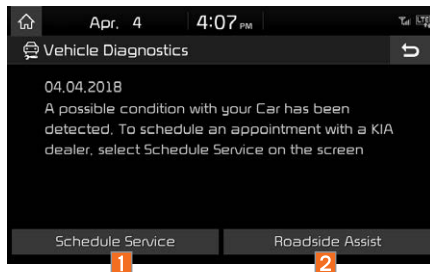 Apr. 4 4:07 PM LTE
Vehicle Diagnostics
04.04.2018
A possible condition with your Car has been
detected, To schedule an appointment with a KIA
dealer, select Schedule Service on the screen
Schedule Service Roadside Assist
1 2